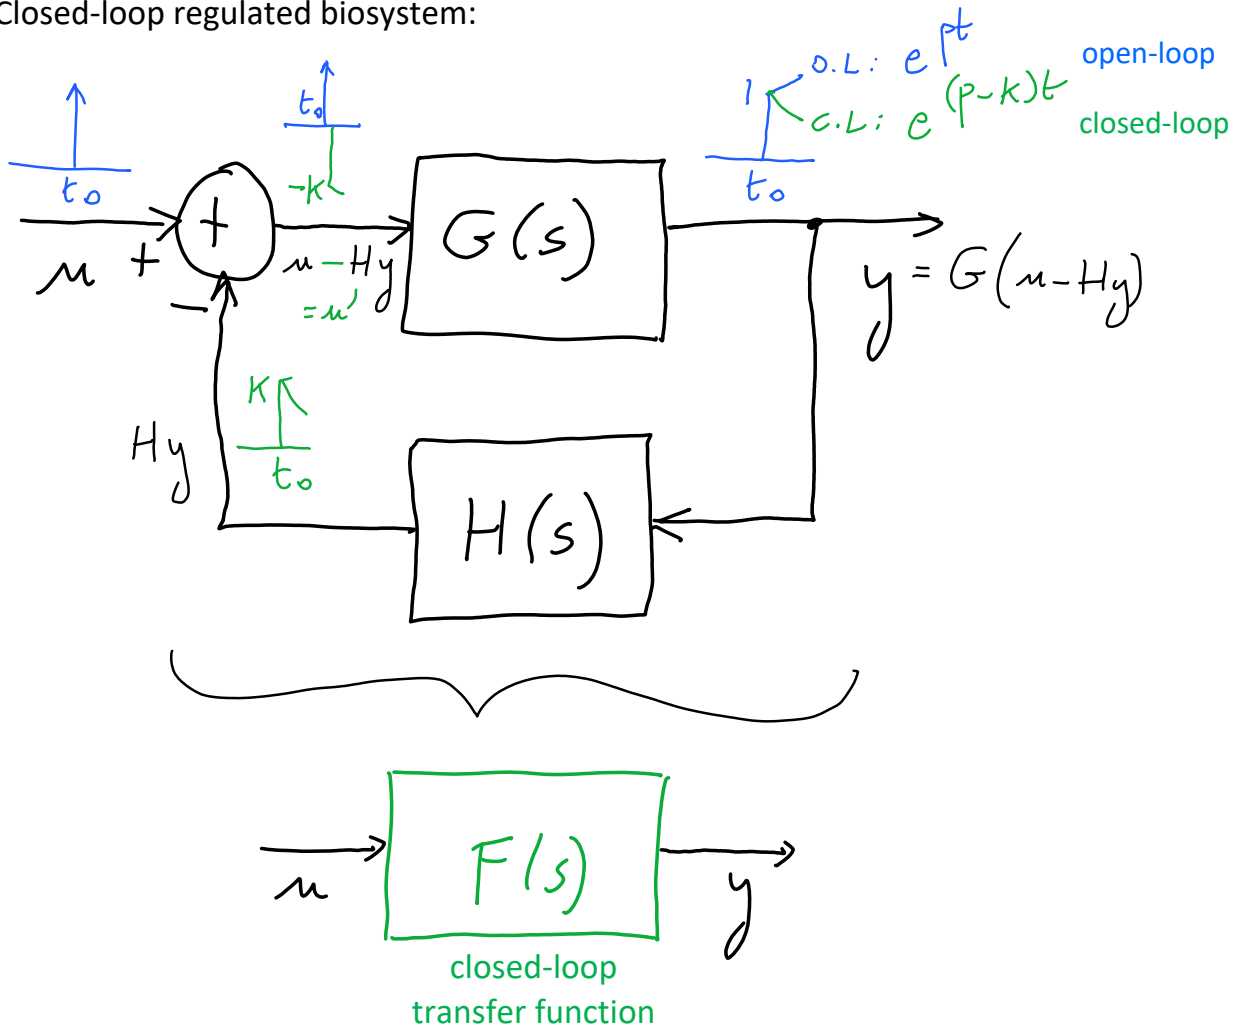 Closed-loop regulated biosystem:
O.L: e^{pt} open-loop
1
C.L: e^{(p-k)t} closed-loop
t₀
t₀
t₀
-K
+
G(s)
u + u - Hy
= u'
y = G(u-Hy)
-
K
Hy
t₀
H(s)
F(s)
u y
closed-loop
transfer function